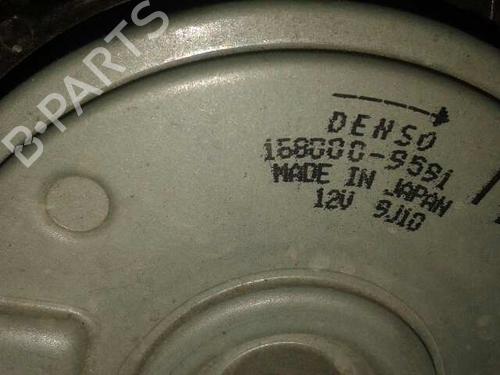 B-PARTS
DENSO
168000-9591
MADE IN JAPAN
12V 9J10